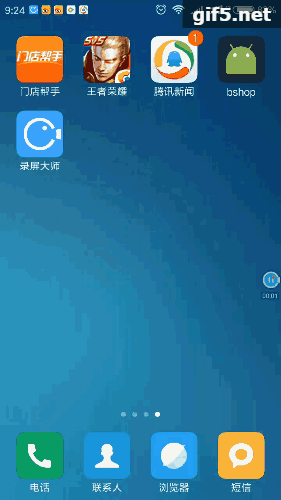 9:24
gif5.net
门店帮手
5V5
1
门店帮手
王者荣耀
腾讯新闻
bshop
录屏大师
00:01
电话
联系人
浏览器
短信